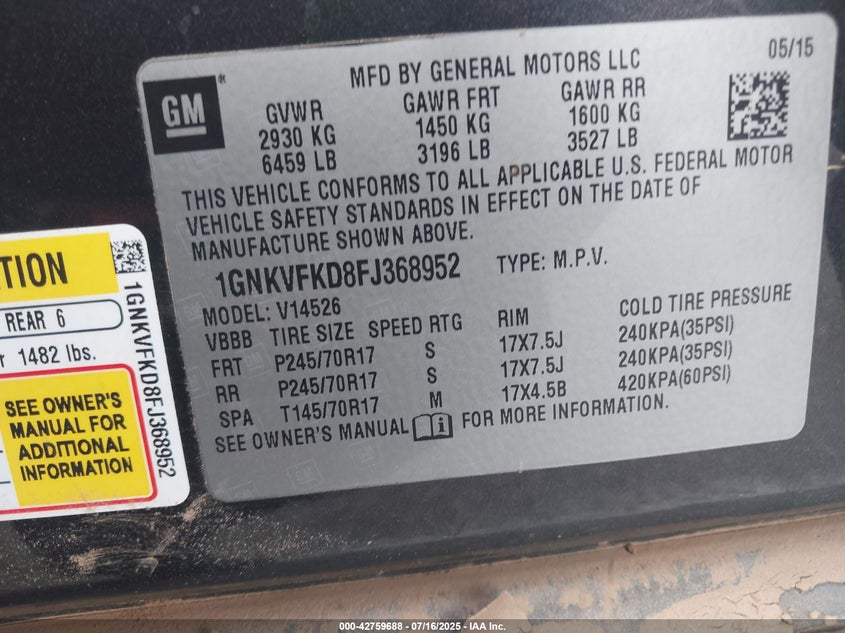 05/15
MFD BY GENERAL MOTORS LLC
GM
GVWR GAWR FRT GAWR RR
2930 KG 1450 KG 1600 KG
6459 LB 3196 LB 3527 LB
THIS VEHICLE CONFORMS TO ALL APPLICABLE U.S. FEDERAL MOTOR
VEHICLE SAFETY STANDARDS IN EFFECT ON THE DATE OF
MANUFACTURE SHOWN ABOVE.
1GNKVFKD8FJ368952 TYPE: M.P.V.
MODEL: V14526
VBBB TIRE SIZE SPEED RTG RIM COLD TIRE PRESSURE
FRT P245/70R17 S 17X7.5J 240KPA(35PSI)
RR P245/70R17 S 17X7.5J 240KPA(35PSI)
SPA T145/70R17 M 17X4.5B 420KPA(60PSI)
SEE OWNER'S MANUAL FOR MORE INFORMATION.
REAR 6
1482 lbs.
SEE OWNER'S
MANUAL FOR
ADDITIONAL
INFORMATION
1GNKVFKD8FJ368952
000-42759688 - 07/16/2025 - IAA Inc.